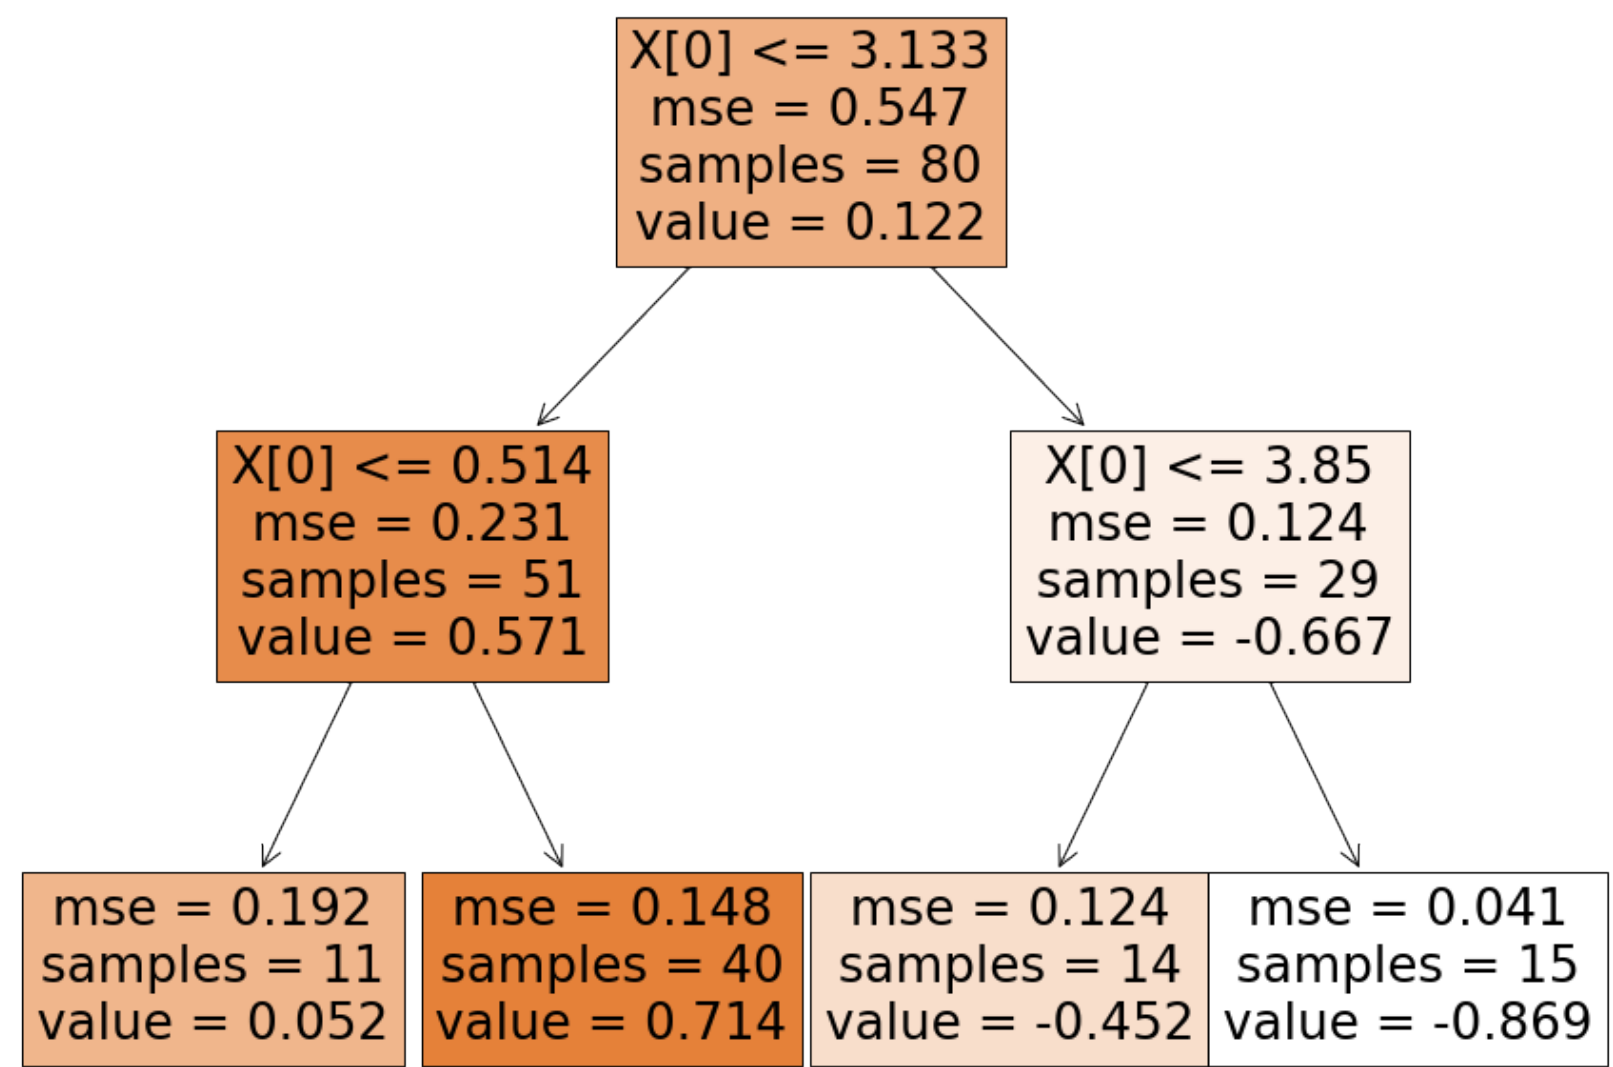 X[0] <= 3.133
mse = 0.547
samples = 80
value = 0.122
X[0] <= 0.514
mse = 0.231
samples = 51
value = 0.571
X[0] <= 3.85
mse = 0.124
samples = 29
value = -0.667
mse = 0.192
samples = 11
value = 0.052
mse = 0.148
samples = 40
value = 0.714
mse = 0.124
samples = 14
value = -0.452
mse = 0.041
samples = 15
value = -0.869